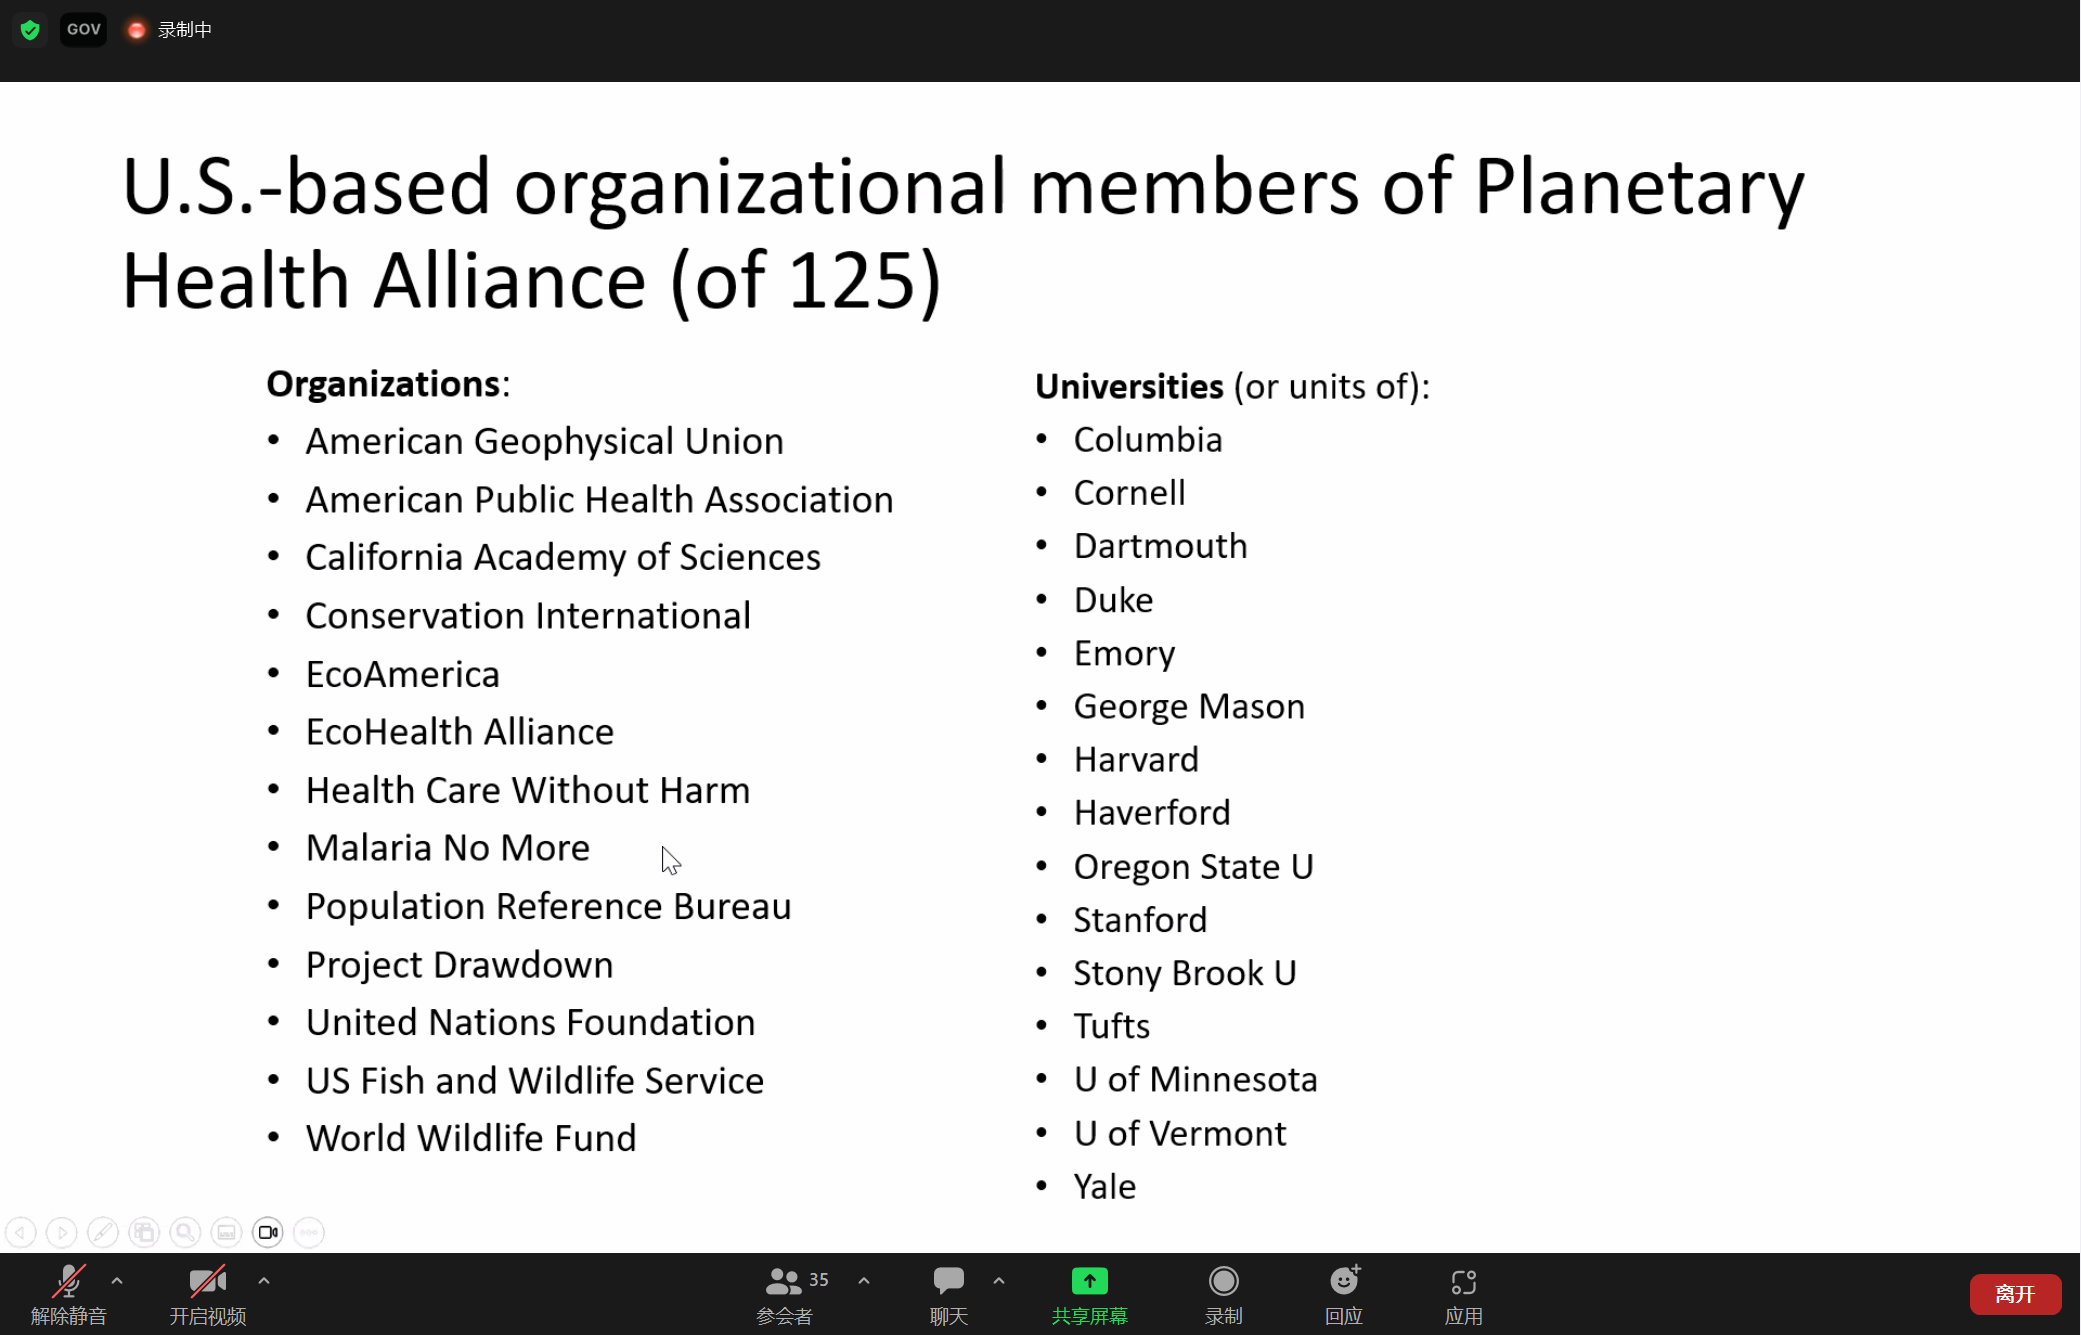 GOV
录制中
U.S.-based organizational members of Planetary
Health Alliance (of 125)
Organizations:
• American Geophysical Union
• American Public Health Association
• California Academy of Sciences
• Conservation International
• EcoAmerica
• EcoHealth Alliance
• Health Care Without Harm
• Malaria No More
• Population Reference Bureau
• Project Drawdown
• United Nations Foundation
• US Fish and Wildlife Service
• World Wildlife Fund
Universities (or units of):
• Columbia
• Cornell
• Dartmouth
• Duke
• Emory
• George Mason
• Harvard
• Haverford
• Oregon State U
• Stanford
• Stony Brook U
• Tufts
• U of Minnesota
• U of Vermont
• Yale
解除静音
开启视频
35
参会者
聊天
共享屏幕
录制
回应
应用
离开